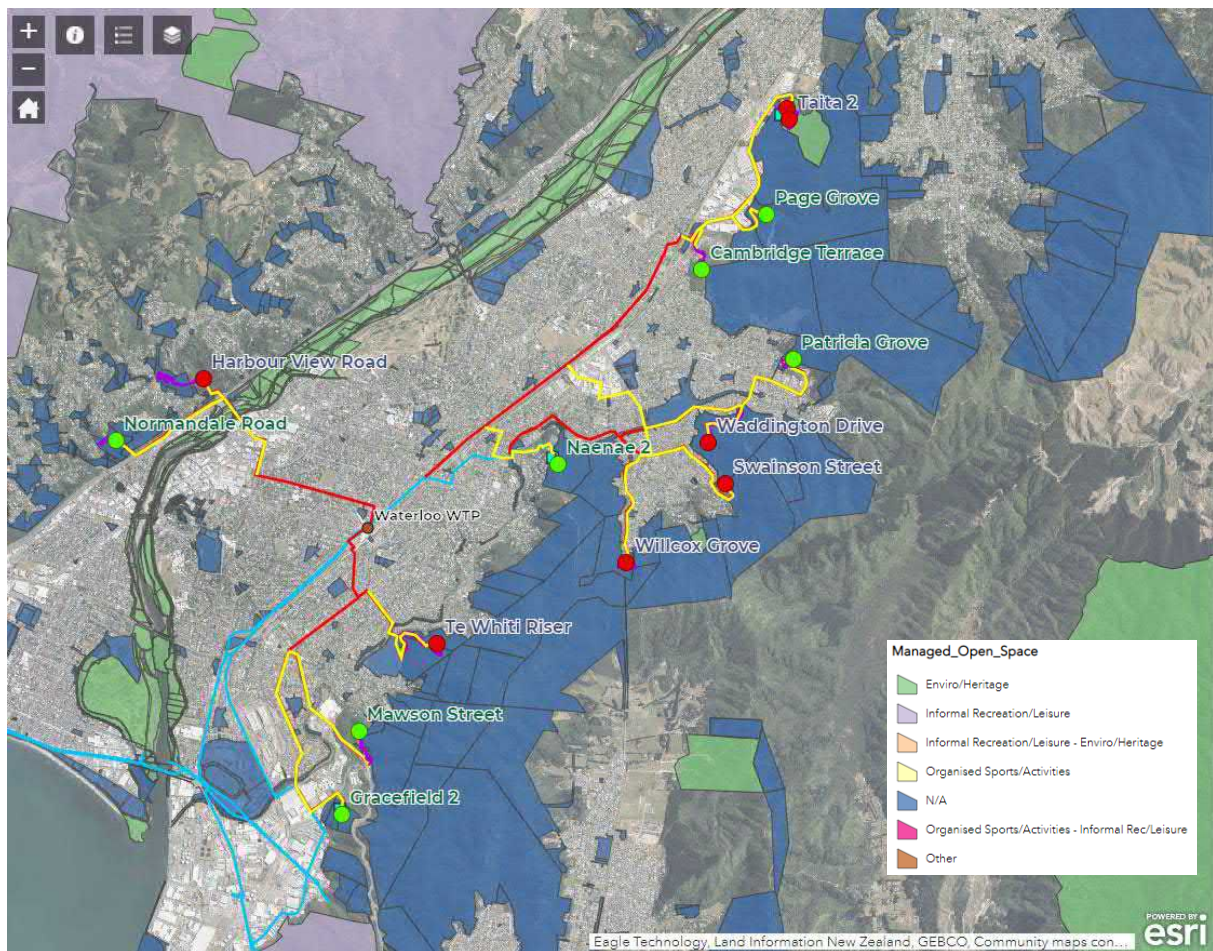 +
i
−
Taita 2
Page Grove
Cambridge Terrace
Patricia Grove
Harbour View Road
Normandale Road
Waddington Drive
Naenae 2
Swainson Street
Waterloo WTP
Willcox Grove
Te Whiti Riser
Mawson Street
Gracefield 2
Managed_Open_Space
Enviro/Heritage
Informal Recreation/Leisure
Informal Recreation/Leisure - Enviro/Heritage
Organised Sports/Activities
N/A
Organised Sports/Activities - Informal Rec/Leisure
Other
POWERED BY
esri
Eagle Technology, Land Information New Zealand, GEBCO, Community maps con...